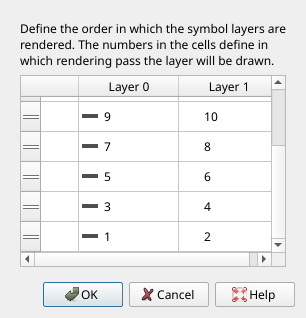 Define the order in which the symbol layers are
rendered. The numbers in the cells define in
which rendering pass the layer will be drawn.
Layer 0 Layer 1
9 10
7 8
5 6
3 4
1 2
OK Cancel Help